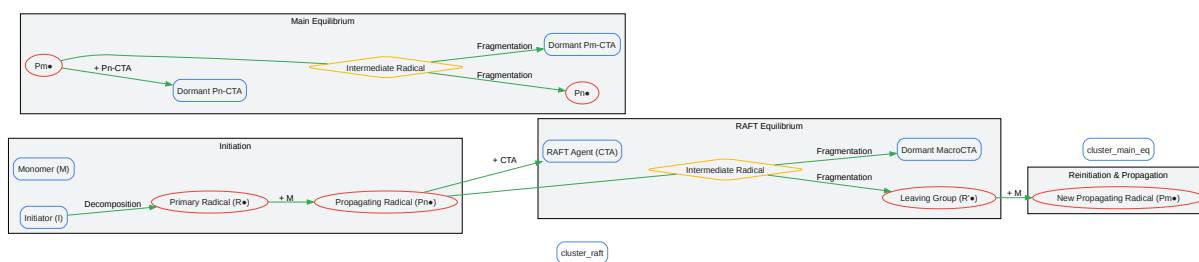 Main Equilibrium
Pm●
+ Pn-CTA
Dormant Pn-CTA
Intermediate Radical
Fragmentation
Dormant Pm-CTA
Fragmentation
Pn●
Initiation
Monomer (M)
Initiator (I)
Decomposition
Primary Radical (R●)
+ M
Propagating Radical (Pn●)
+ CTA
RAFT Equilibrium
RAFT Agent (CTA)
Intermediate Radical
Fragmentation
Dormant MacroCTA
Fragmentation
Leaving Group (R'●)
+ M
cluster_main_eq
Reinitiation & Propagation
New Propagating Radical (Pm●)
cluster_raft